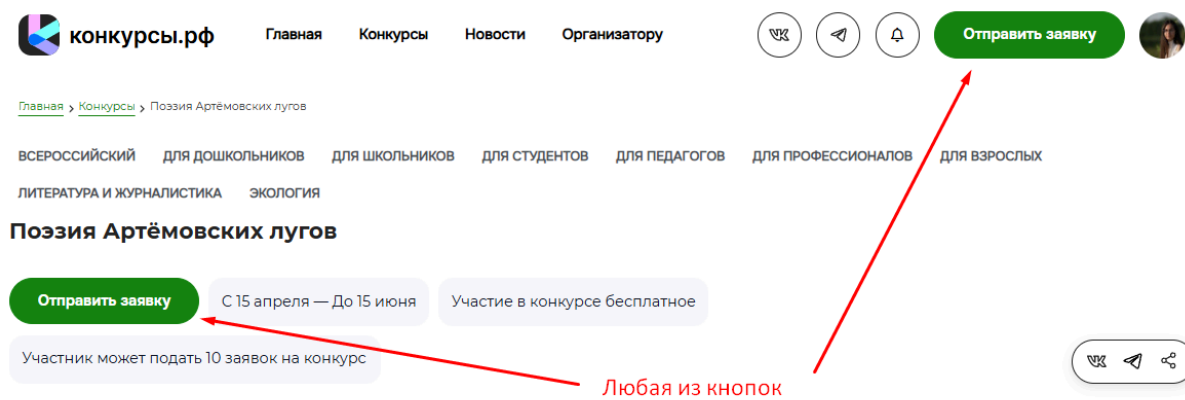 конкурсы.рф Главная Конкурсы Новости Организатору Отправить заявку
Главная > Конкурсы > Поэзия Артёмовских лугов
ВСЕРОССИЙСКИЙ ДЛЯ ДОШКОЛЬНИКОВ ДЛЯ ШКОЛЬНИКОВ ДЛЯ СТУДЕНТОВ ДЛЯ ПЕДАГОГОВ ДЛЯ ПРОФЕССИОНАЛОВ ДЛЯ ВЗРОСЛЫХ
ЛИТЕРАТУРА И ЖУРНАЛИСТИКА ЭКОЛОГИЯ
Поэзия Артёмовских лугов
Отправить заявку С 15 апреля — До 15 июня Участие в конкурсе бесплатное
Участник может подать 10 заявок на конкурс
Любая из кнопок